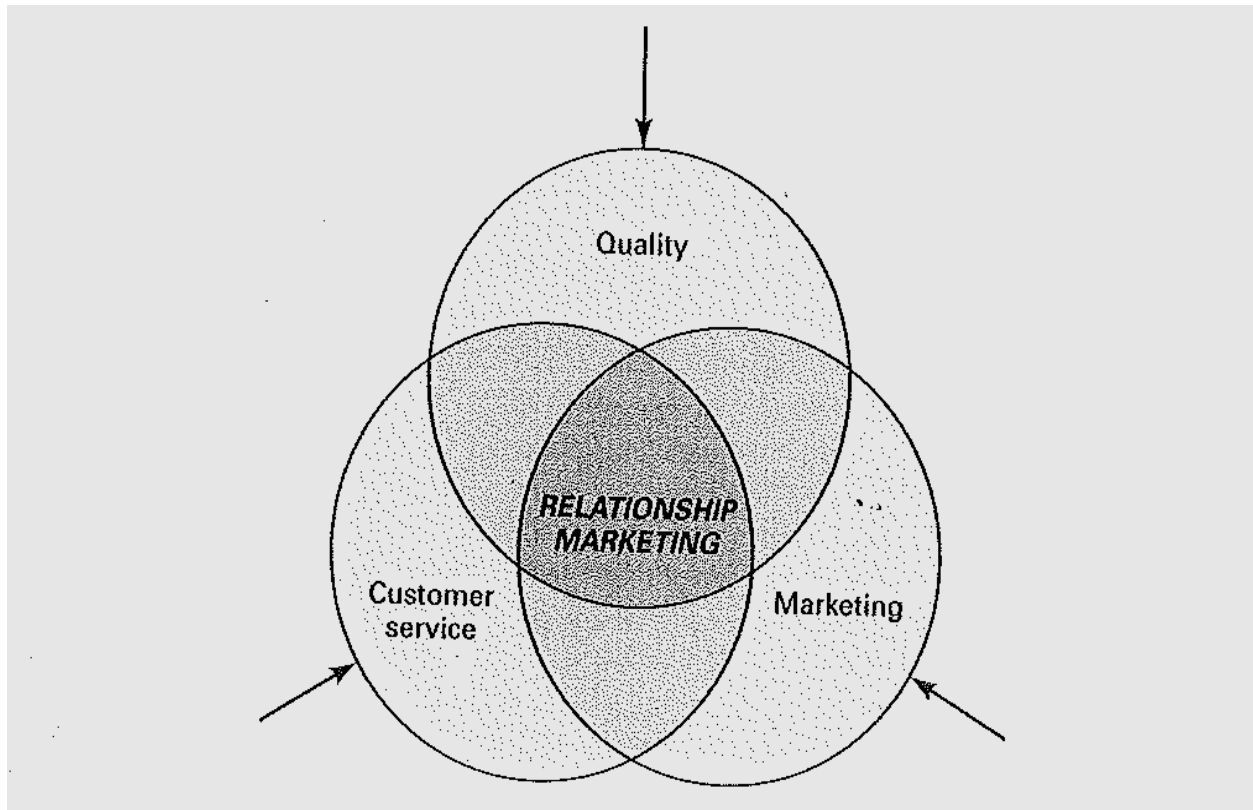 Quality
RELATIONSHIP
MARKETING
Customer
service
Marketing